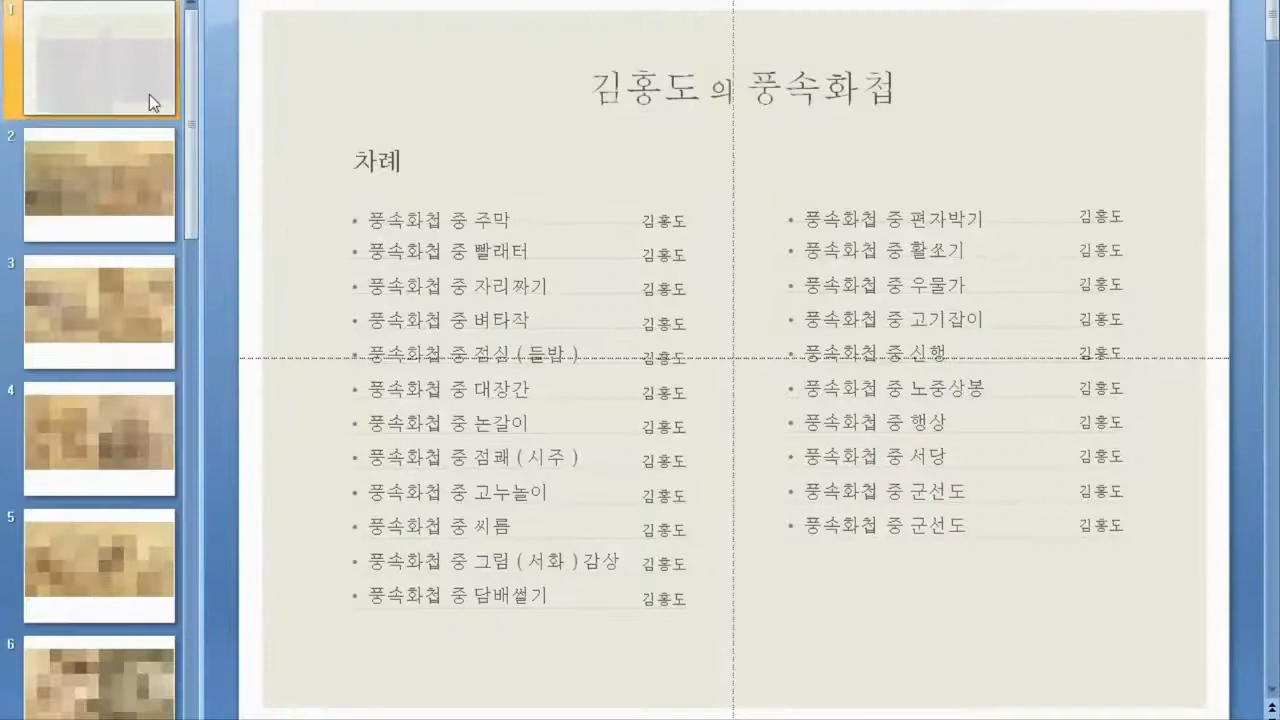 1
2
3
4
5
6
김홍도의 풍속화첩
차례
• 풍속화첩 중 주막 김홍도
• 풍속화첩 중 빨래터 김홍도
• 풍속화첩 중 자리짜기 김홍도
• 풍속화첩 중 벼타작 김홍도
• 풍속화첩 중 점심 ( 들밥 ) 김홍도
• 풍속화첩 중 대장간 김홍도
• 풍속화첩 중 논갈이 김홍도
• 풍속화첩 중 점쾌 ( 시주 ) 김홍도
• 풍속화첩 중 고누놀이 김홍도
• 풍속화첩 중 씨름 김홍도
• 풍속화첩 중 그림 ( 서화 ) 감상 김홍도
• 풍속화첩 중 담배썰기 김홍도
• 풍속화첩 중 편자박기 김홍도
• 풍속화첩 중 활쏘기 김홍도
• 풍속화첩 중 우물가 김홍도
• 풍속화첩 중 고기잡이 김홍도
• 풍속화첩 중 신행 김홍도
• 풍속화첩 중 노중상봉 김홍도
• 풍속화첩 중 행상 김홍도
• 풍속화첩 중 서당 김홍도
• 풍속화첩 중 군선도 김홍도
• 풍속화첩 중 군선도 김홍도